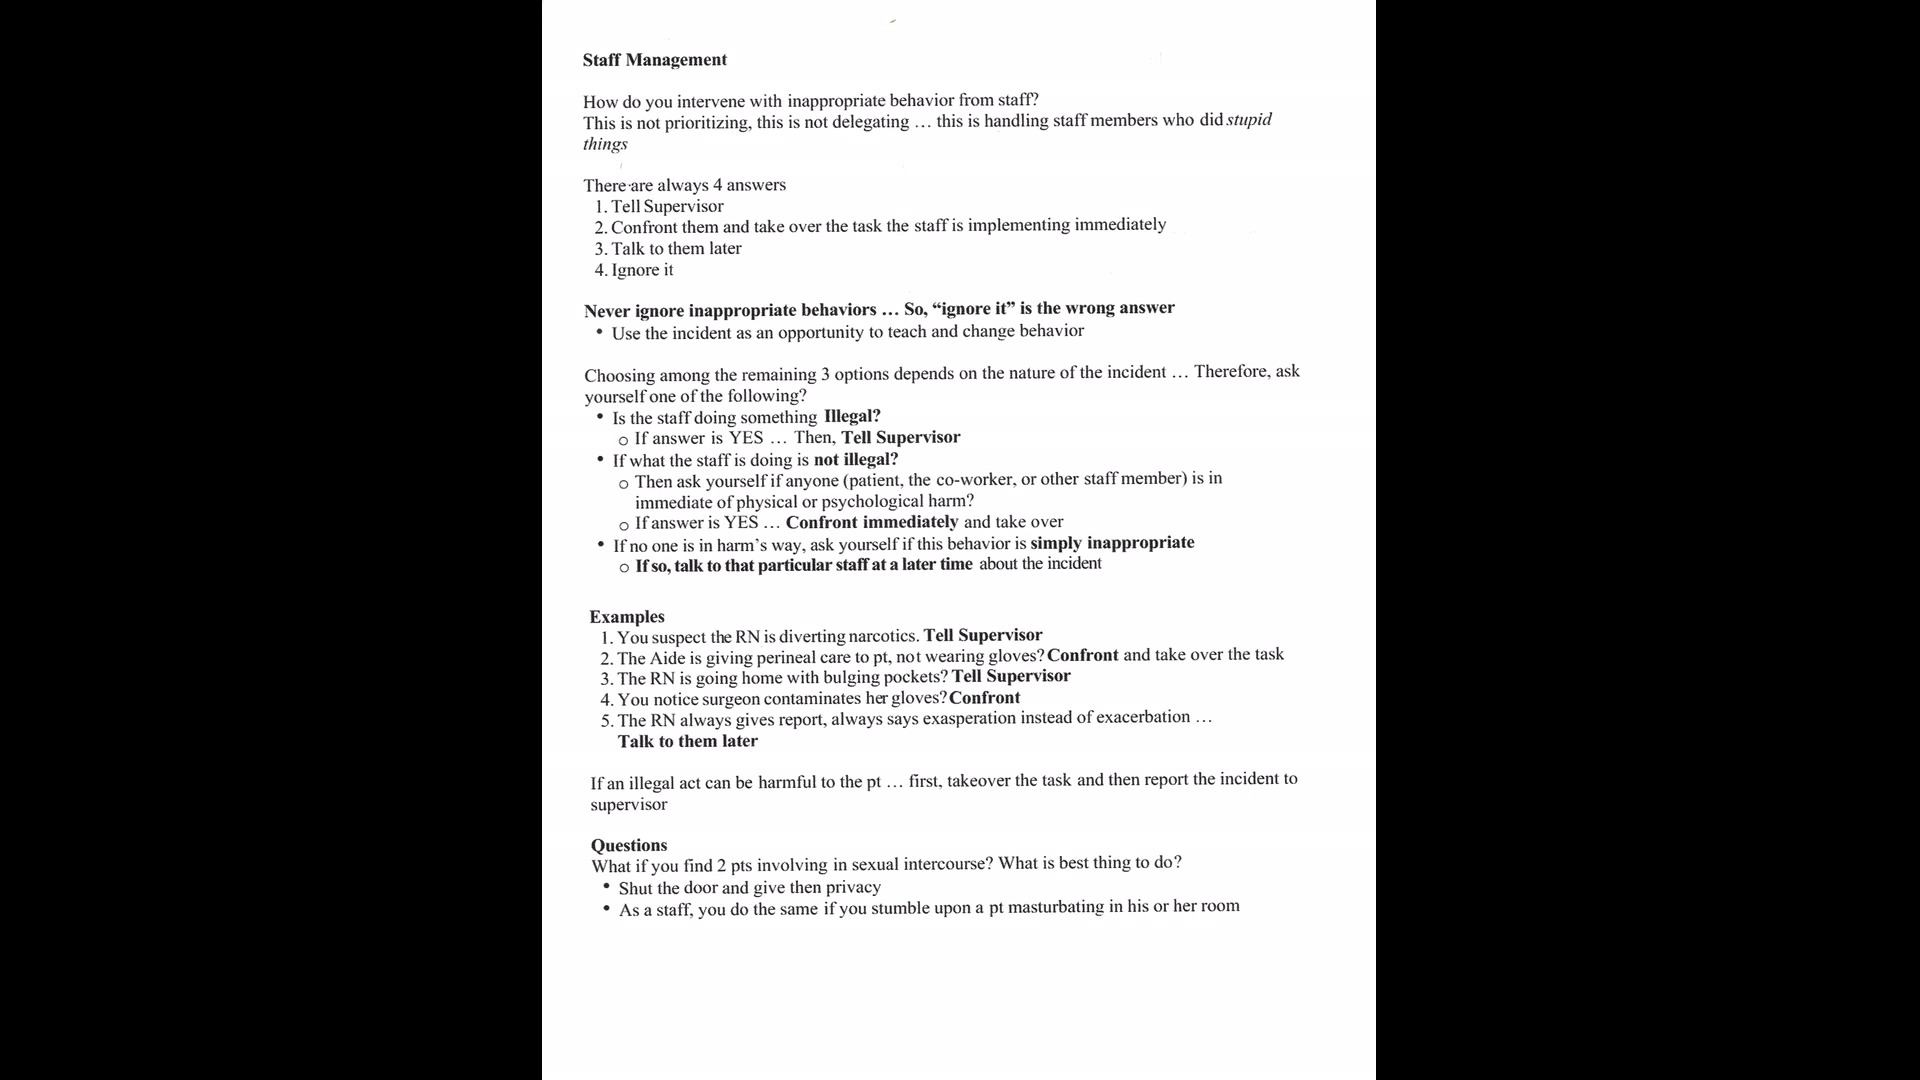 Staff Management
How do you intervene with inappropriate behavior from staff?
This is not prioritizing, this is not delegating … this is handling staff members who did stupid
things
There are always 4 answers
1. Tell Supervisor
2. Confront them and take over the task the staff is implementing immediately
3. Talk to them later
4. Ignore it
Never ignore inappropriate behaviors … So, “ignore it” is the wrong answer
• Use the incident as an opportunity to teach and change behavior
Choosing among the remaining 3 options depends on the nature of the incident … Therefore, ask
yourself one of the following?
• Is the staff doing something Illegal?
o If answer is YES … Then, Tell Supervisor
• If what the staff is doing is not illegal?
o Then ask yourself if anyone (patient, the co-worker, or other staff member) is in
immediate of physical or psychological harm?
o If answer is YES … Confront immediately and take over
• If no one is in harm’s way, ask yourself if this behavior is simply inappropriate
o If so, talk to that particular staff at a later time about the incident
Examples
1. You suspect the RN is diverting narcotics. Tell Supervisor
2. The Aide is giving perineal care to pt, not wearing gloves? Confront and take over the task
3. The RN is going home with bulging pockets? Tell Supervisor
4. You notice surgeon contaminates her gloves? Confront
5. The RN always gives report, always says exasperation instead of exacerbation …
Talk to them later
If an illegal act can be harmful to the pt … first, takeover the task and then report the incident to
supervisor
Questions
What if you find 2 pts involving in sexual intercourse? What is best thing to do?
• Shut the door and give then privacy
• As a staff, you do the same if you stumble upon a pt masturbating in his or her room